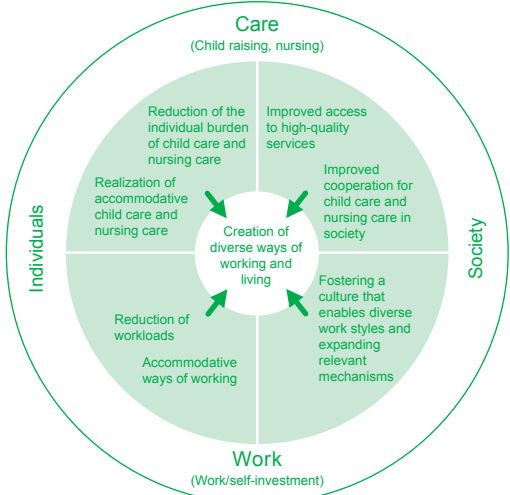 Care
(Child raising, nursing)
Reduction of the
individual burden
of child care and
nursing care
Improved access
to high-quality
services
Realization of
accommodative
child care and
nursing care
Improved
cooperation for
child care and
nursing care in
society
Individuals
Creation of
diverse ways of
working and
living
Society
Reduction of
workloads
Accommodative
ways of working
Fostering a
culture that
enables diverse
work styles and
expanding
relevant
mechanisms
Work
(Work/self-investment)